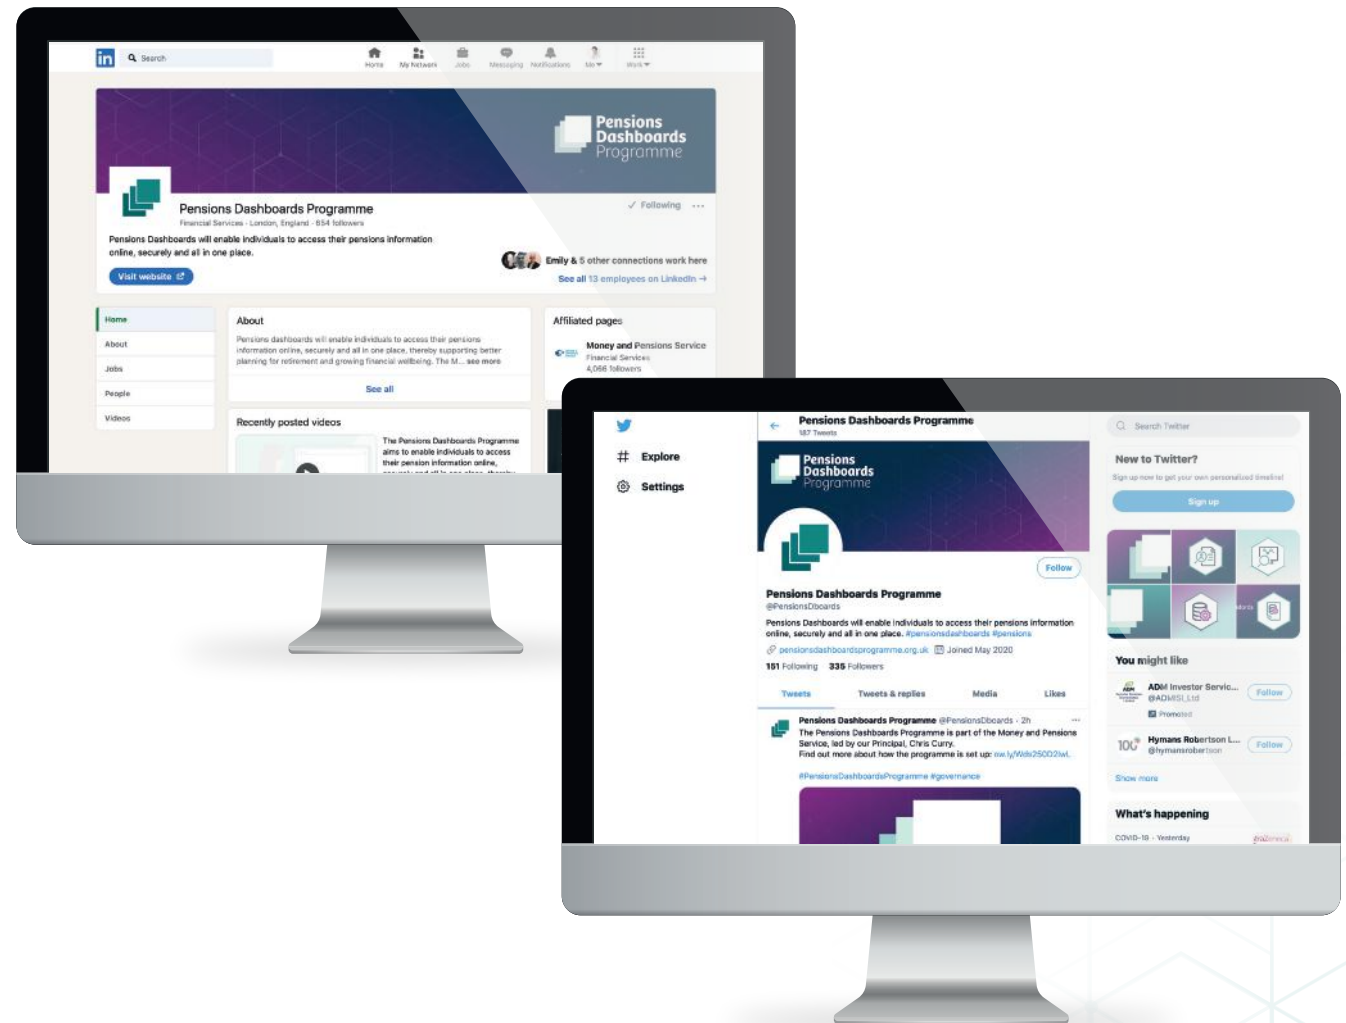 in
Search
Home My Network Jobs Messaging Notifications Me Work
Pensions
Dashboards
Programme
Pensions Dashboards Programme
Following ...
Financial Services - London, England - 654 followers
Pensions Dashboards will enable individuals to access their pensions information
online, securely and all in one place.
Emily & 5 other connections work here
Visit website
See all 13 employees on LinkedIn →
Home
About
Jobs
People
Videos
About
Pensions dashboards will enable individuals to access their pensions
information online, securely and all in one place, thereby supporting better
planning for retirement and growing financial wellbeing. The M... see more
See all
Affiliated pages
Money and Pensions Service
Financial Services
4,066 followers
Recently posted videos
The Pensions Dashboards Programme
aims to enable individuals to access
their pension information online,
securely and all in one place, thereby
# Explore
Settings
← Pensions Dashboards Programme
187 Tweets
Pensions
Dashboards
Programme
Follow
Pensions Dashboards Programme
@PensionsDboards
Pensions Dashboards will enable individuals to access their pensions information
online, securely and all in one place. #pensionsdashboards #pensions
pensionsdashboardsprogramme.org.uk Joined May 2020
151 Following 335 Followers
Tweets Tweets & replies Media Likes
Pensions Dashboards Programme @PensionsDboards - 2h ...
The Pensions Dashboards Programme is part of the Money and Pensions
Service, led by our Principal, Chris Curry.
Find out more about how the programme is set up:
#PensionsDashboardsProgramme #governance
Search Twitter
New to Twitter?
Sign up now to get your own personalized timeline!
Sign up
You might like
ADM Investor Servic...
@ADMISI_Ltd
Follow
Promoted
Hymans Robertson L...
@hymansrobertson
Follow
Show more
What's happening
COVID-19 - Yesterday